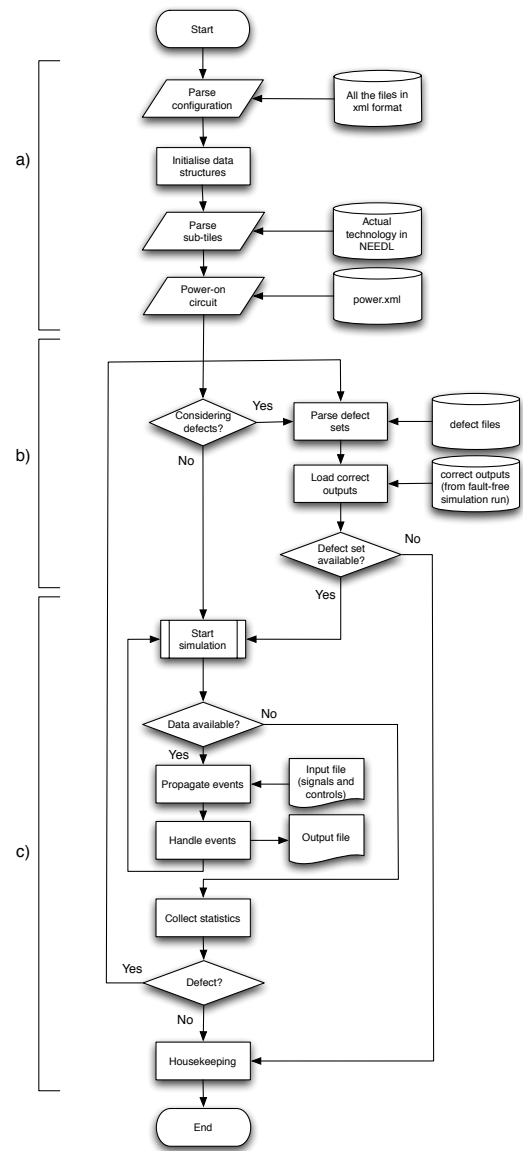 Start
a)
Parse
configuration
All the files in
xml format
Initialise data
structures
Parse
sub-tiles
Actual
technology in
NEEDL
Power-on
circuit
power.xml
b)
Considering
defects?
Yes
Parse defect
sets
defect files
No
Load correct
outputs
correct outputs
(from fault-free
simulation run)
Defect set
available?
No
Yes
c)
Start
simulation
Data available?
No
Yes
Propagate events
Input file
(signals and
controls)
Handle events
Output file
Collect statistics
Yes
Defect?
No
Housekeeping
End